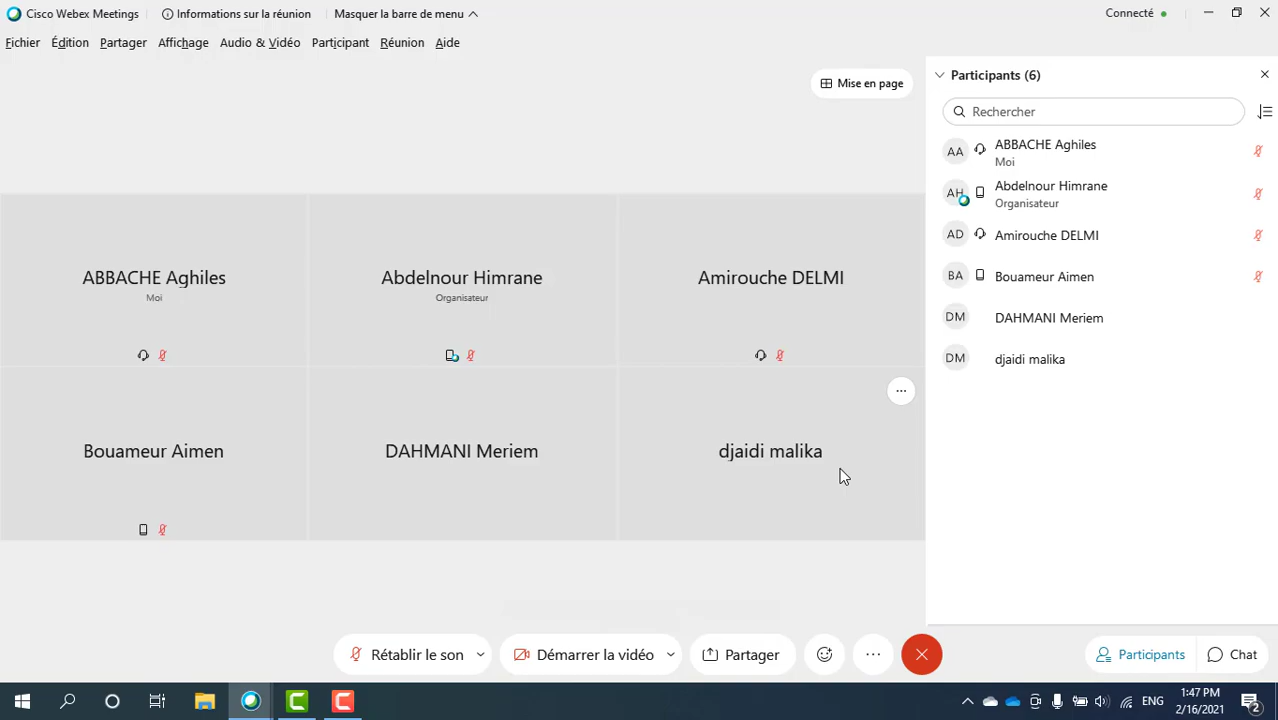 Cisco Webex Meetings Informations sur la réunion Masquer la barre de menu Connecté
Fichier Édition Partager Affichage Audio & Vidéo Participant Réunion Aide
Mise en page
ABBACHE Aghiles Abdelnour Himrane Amirouche DELMI
Moi Organisateur
Bouameur Aimen DAHMANI Meriem djaidi malika
Participants (6)
Rechercher
AA ABBACHE Aghiles
Moi
AH Abdelnour Himrane
Organisateur
AD Amirouche DELMI
BA Bouameur Aimen
DM DAHMANI Meriem
DM djaidi malika
Rétablir le son Démarrer la vidéo Partager Participants Chat
ENG 1:47 PM
2/16/2021 2